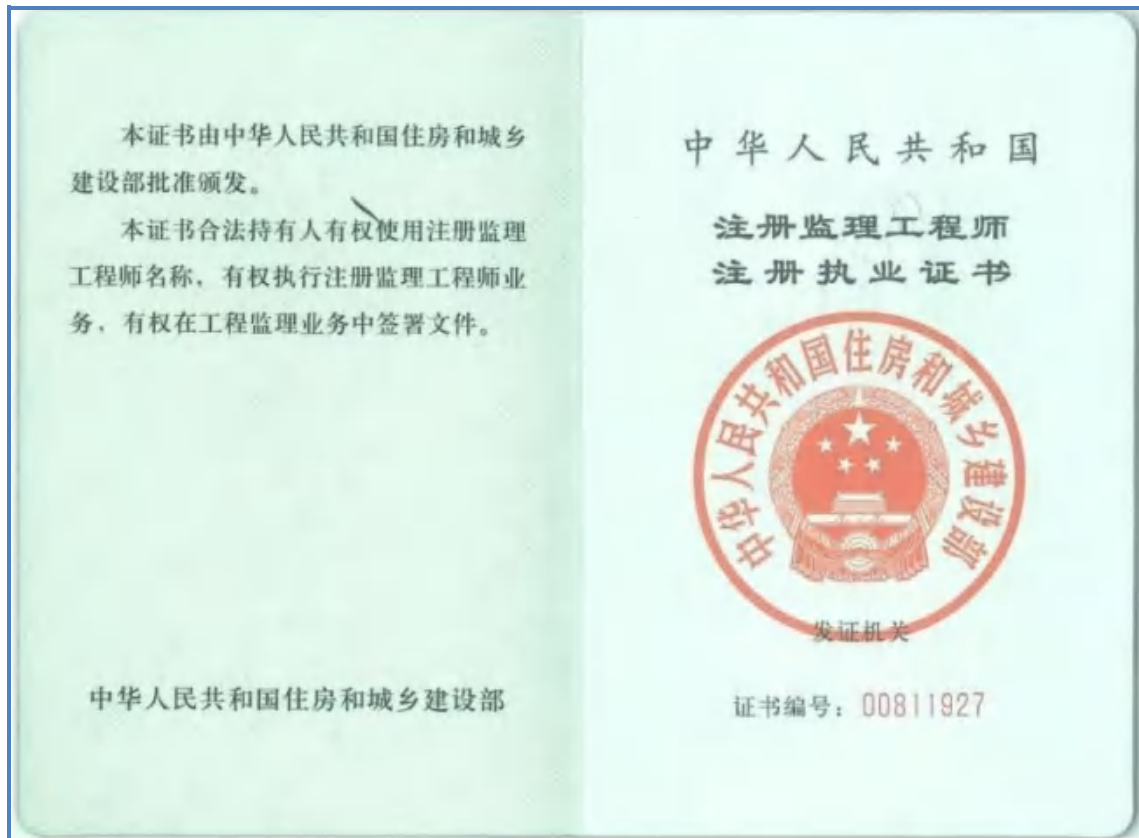 本证书由中华人民共和国住房和城乡
建设部批准颁发。
本证书合法持有人有权使用注册监理
工程师名称、有权执行注册监理工程师业
务、有权在工程监理业务中签署文件。
中华人民共和国住房和城乡建设部
中华人民共和国
注册监理工程师
注册执业证书
中华人民共和国住房和城乡建设部
发证机关
证书编号：00811927